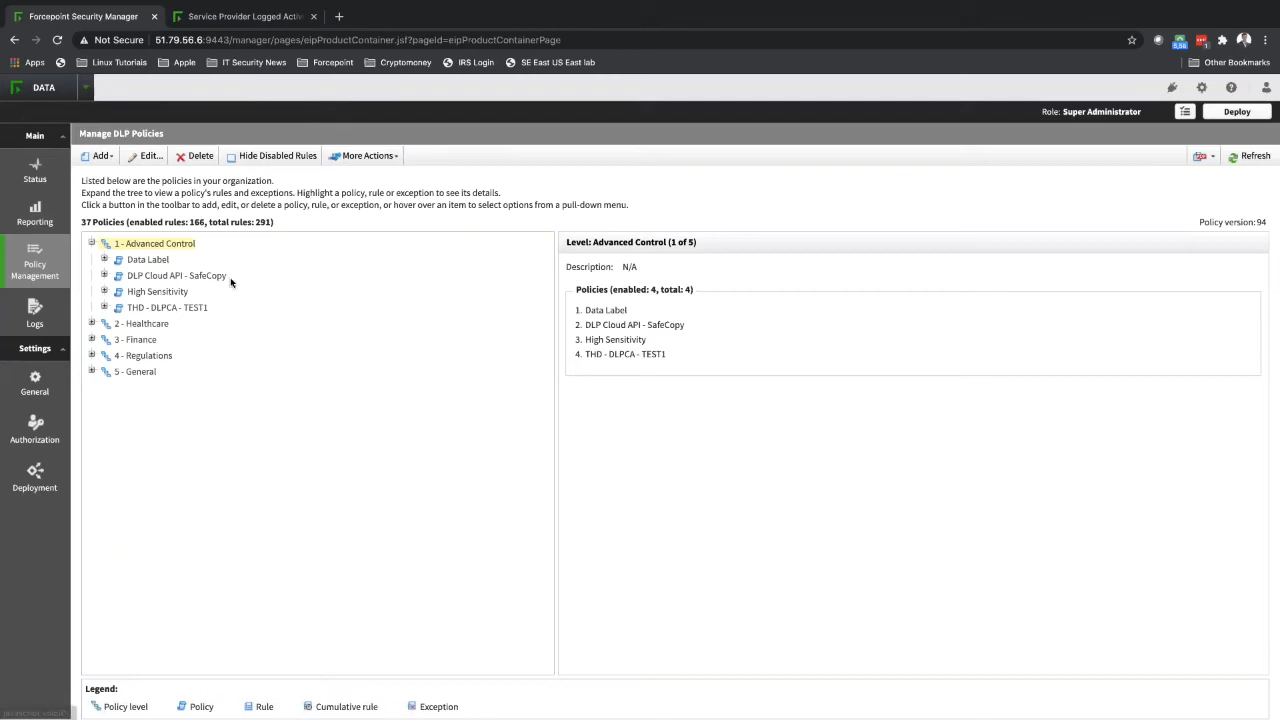 Forcepoint Security Manager
Service Provider Logged Activ
Not Secure 51.79.56.6:9443/manager/pages/eipProductContainer.jsf?pageId=eipProductContainerPage
Apps
Linux Tutorials
Apple
IT Security News
Forcepoint
Cryptomoney
IRS Login
SE East US East lab
Other Bookmarks
DATA
Role: Super Administrator
Deploy
Main
Manage DLP Policies
Add
Edit...
Delete
Hide Disabled Rules
More Actions
Refresh
Status
Reporting
Policy
Management
Logs
Settings
General
Authorization
Deployment
Listed below are the policies in your organization.
Expand the tree to view a policy's rules and exceptions. Highlight a policy, rule or exception to see its details.
Click a button in the toolbar to add, edit, or delete a policy, rule, or exception, or hover over an item to select options from a pull-down menu.
37 Policies (enabled rules: 166, total rules: 291)
Policy version: 94
1 - Advanced Control
Data Label
DLP Cloud API - SafeCopy
High Sensitivity
THD - DLPCA - TEST1
2 - Healthcare
3 - Finance
4 - Regulations
5 - General
Level: Advanced Control (1 of 5)
Description: N/A
Policies (enabled: 4, total: 4)
1. Data Label
2. DLP Cloud API - SafeCopy
3. High Sensitivity
4. THD - DLPCA - TEST1
Legend:
Policy level
Policy
Rule
Cumulative rule
Exception